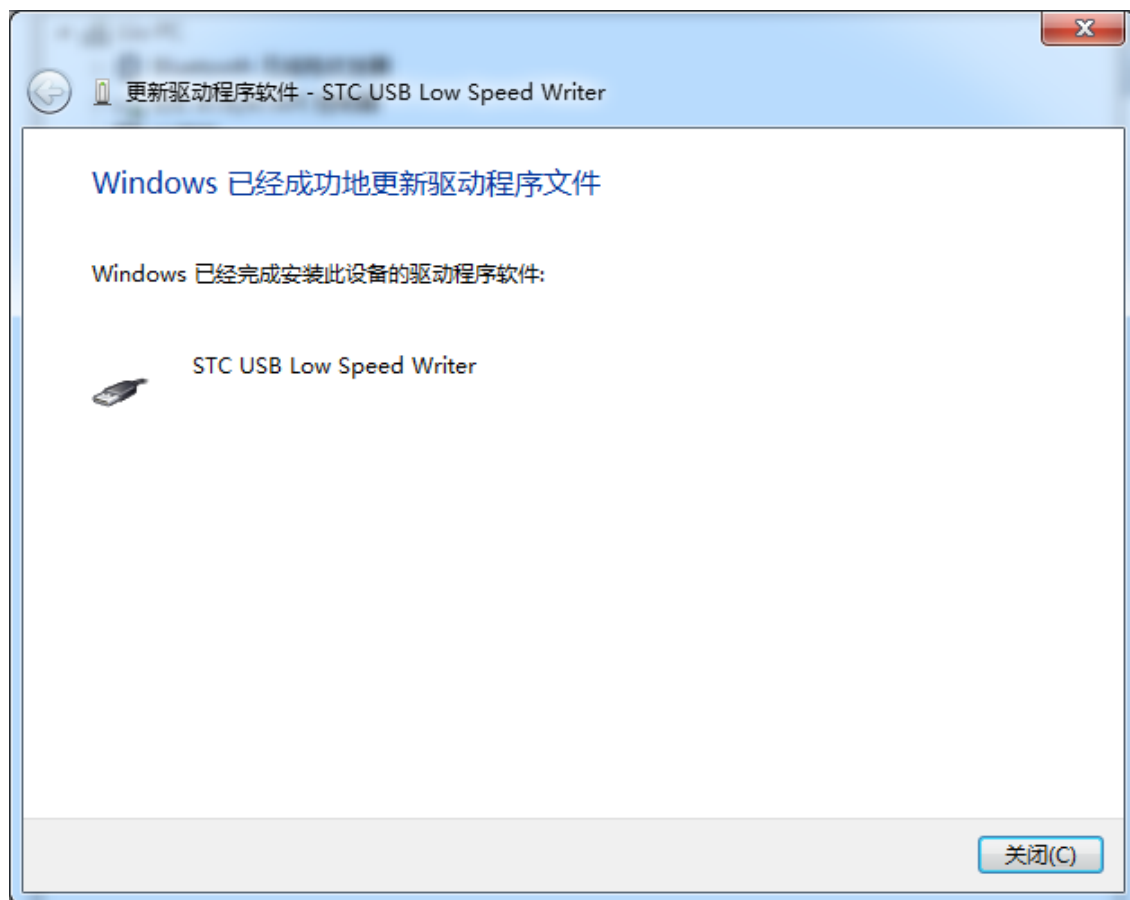 更新驱动程序软件 - STC USB Low Speed Writer
Windows 已经成功地更新驱动程序文件
Windows 已经完成安装此设备的驱动程序软件:
STC USB Low Speed Writer
关闭(C)